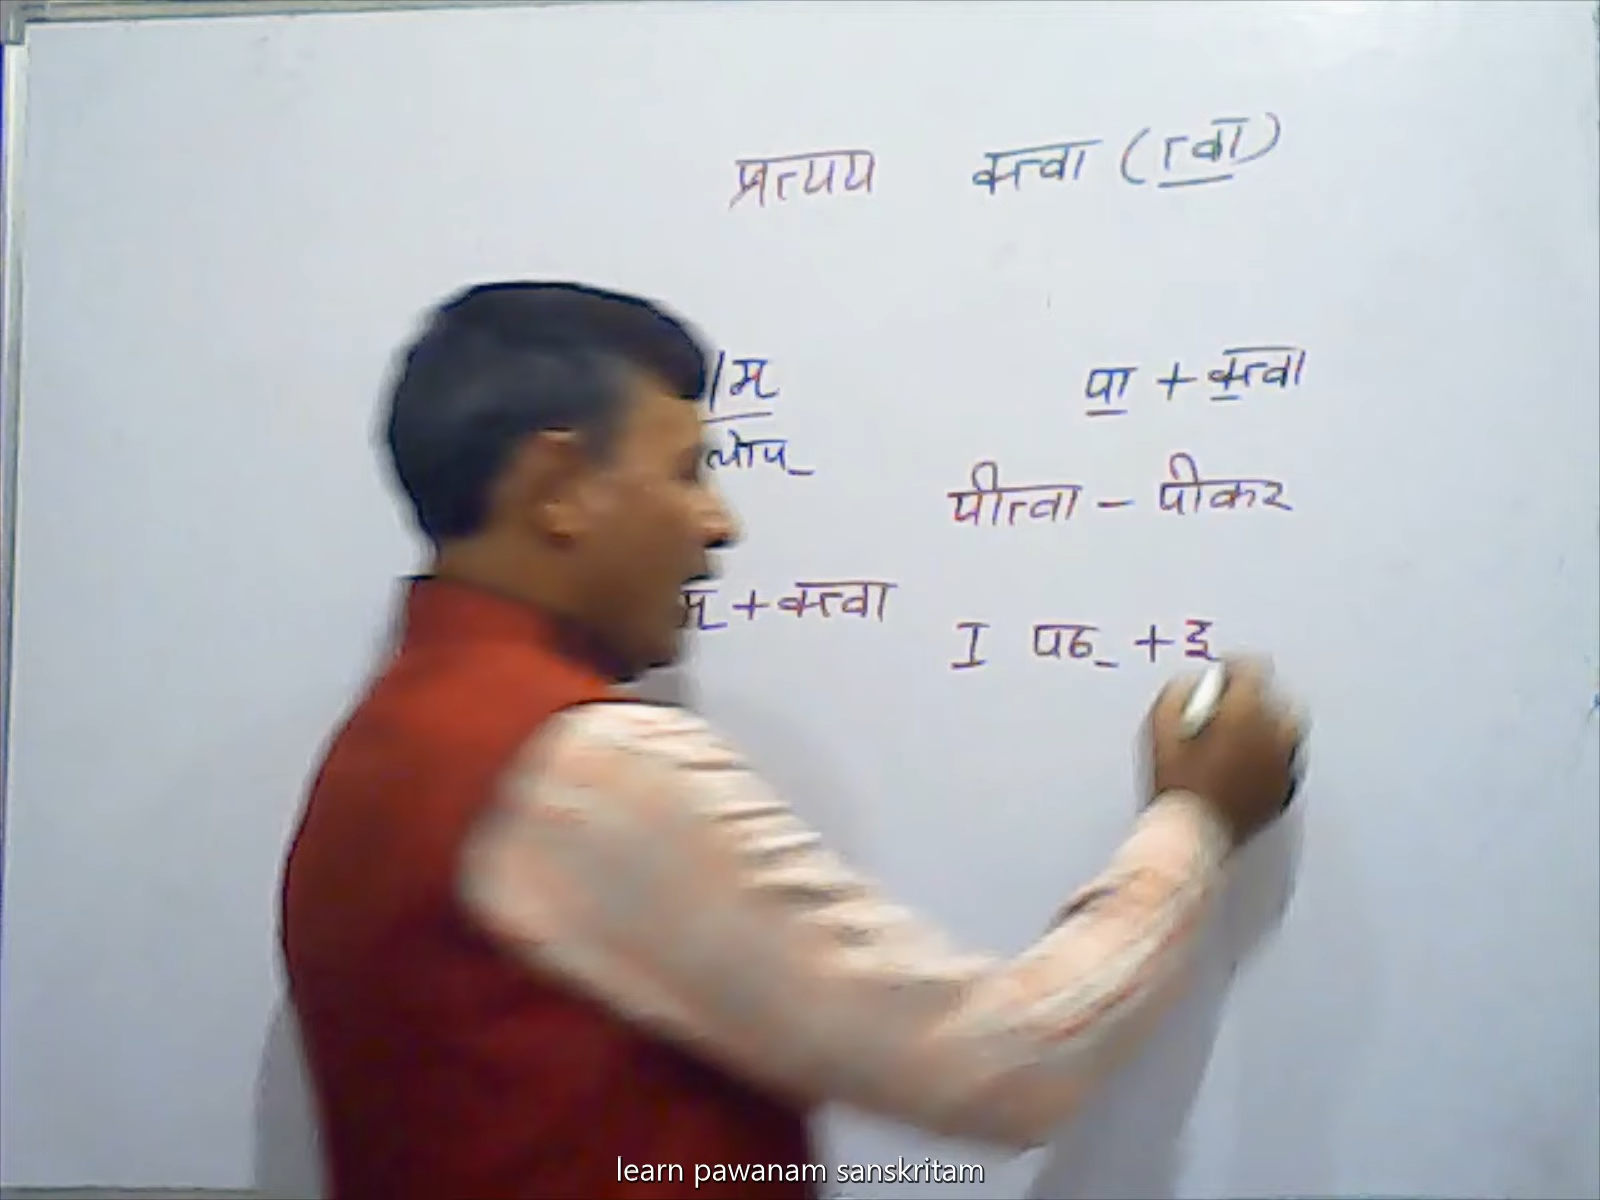 प्रत्यय क्त्वा (त्वा)
म्
लोप
पा + क्त्वा
पीत्वा – पीकर
म् + क्त्वा
I पठ् + इ
learn pawanam sanskritam